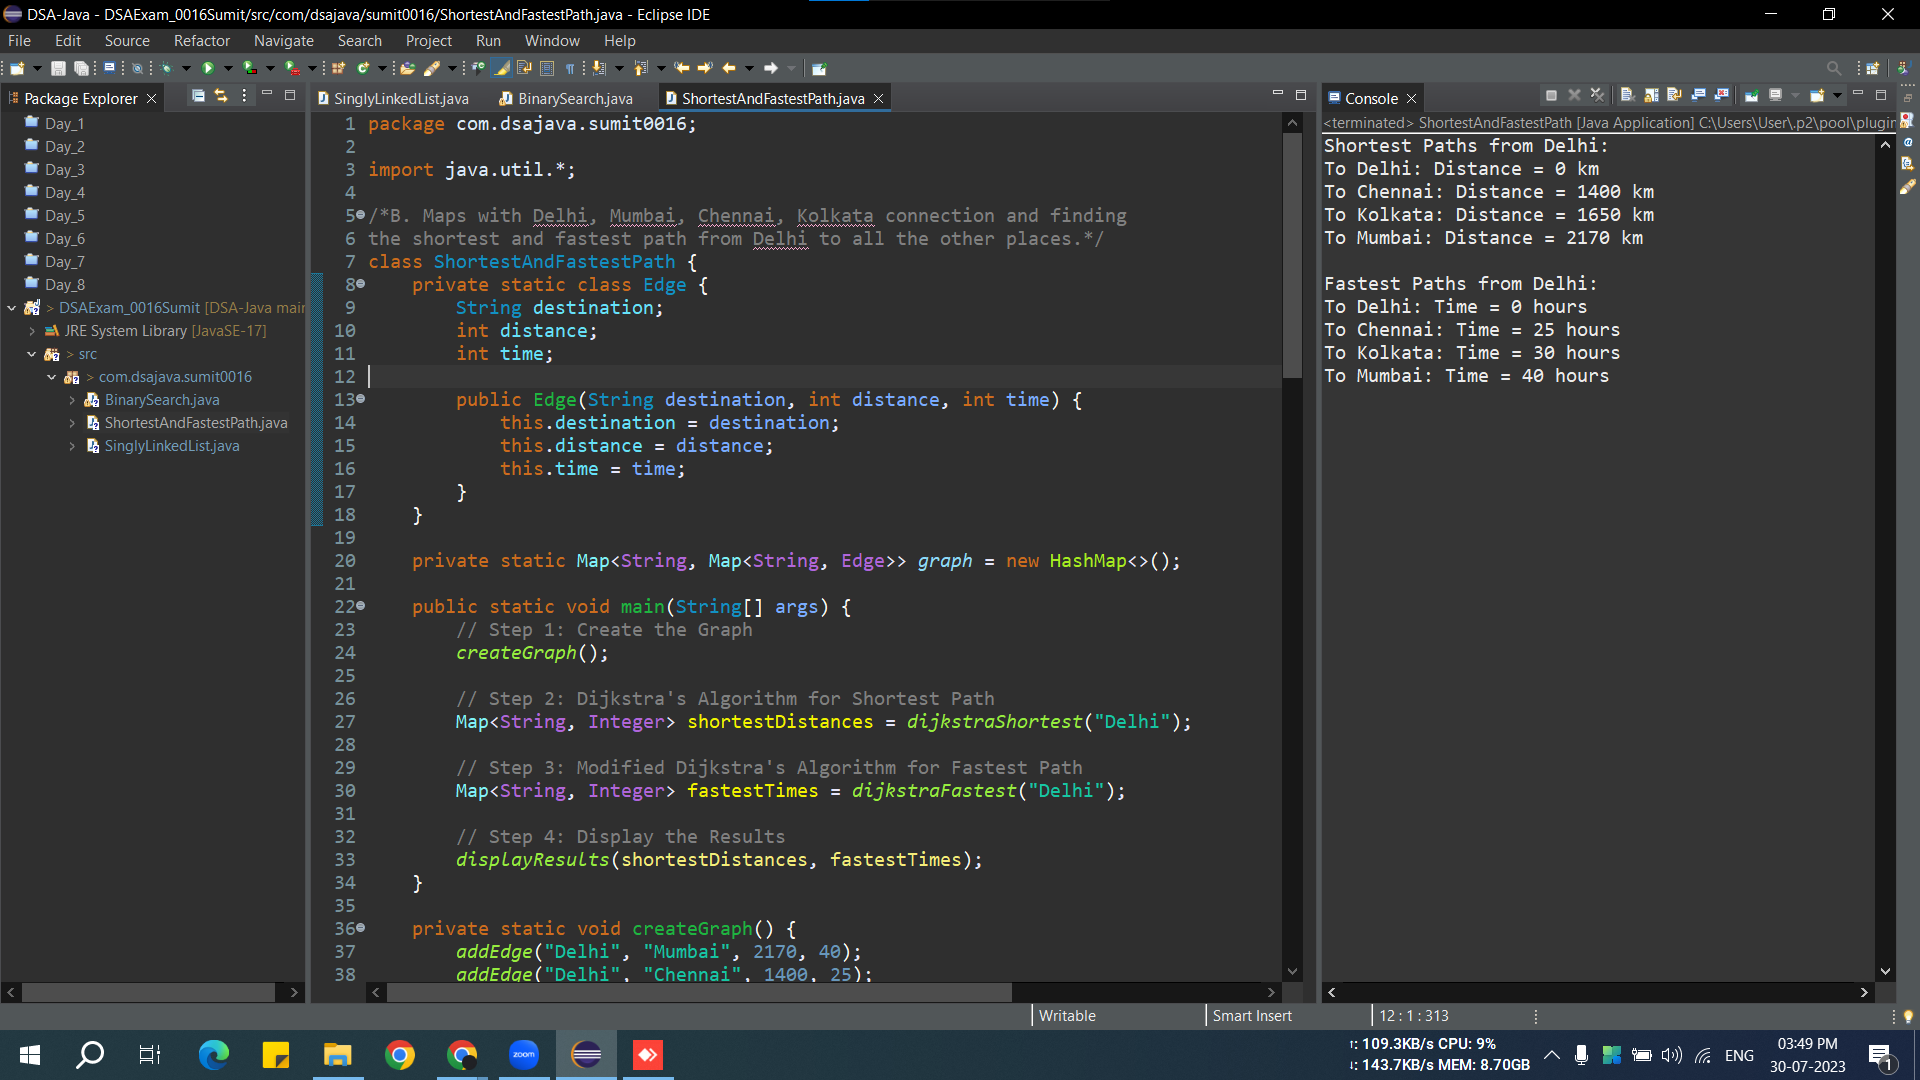 DSA-Java - DSAExam_0016Sumit/src/com/dsajava/sumit0016/ShortestAndFastestPath.java - Eclipse IDE
File Edit Source Refactor Navigate Search Project Run Window Help
Package Explorer
Day_1
Day_2
Day_3
Day_4
Day_5
Day_6
Day_7
Day_8
> DSAExam_0016Sumit [DSA-Java mair
JRE System Library [JavaSE-17]
> src
> com.dsajava.sumit0016
BinarySearch.java
ShortestAndFastestPath.java
SinglyLinkedList.java
SinglyLinkedList.java BinarySearch.java ShortestAndFastestPath.java
1 package com.dsajava.sumit0016;
2
3 import java.util.*;
4
5 /*B. Maps with Delhi, Mumbai, Chennai, Kolkata connection and finding
6 the shortest and fastest path from Delhi to all the other places.*/
7 class ShortestAndFastestPath {
8     private static class Edge {
9         String destination;
10         int distance;
11         int time;
12
13         public Edge(String destination, int distance, int time) {
14             this.destination = destination;
15             this.distance = distance;
16             this.time = time;
17         }
18     }
19
20     private static Map<String, Map<String, Edge>> graph = new HashMap<>();
21
22     public static void main(String[] args) {
23         // Step 1: Create the Graph
24         createGraph();
25
26         // Step 2: Dijkstra's Algorithm for Shortest Path
27         Map<String, Integer> shortestDistances = dijkstraShortest("Delhi");
28
29         // Step 3: Modified Dijkstra's Algorithm for Fastest Path
30         Map<String, Integer> fastestTimes = dijkstraFastest("Delhi");
31
32         // Step 4: Display the Results
33         displayResults(shortestDistances, fastestTimes);
34     }
35
36     private static void createGraph() {
37         addEdge("Delhi", "Mumbai", 2170, 40);
38         addEdge("Delhi", "Chennai", 1400, 25);
Console
<terminated> ShortestAndFastestPath [Java Application] C:\Users\User\.p2\pool\plugin
Shortest Paths from Delhi:
To Delhi: Distance = 0 km
To Chennai: Distance = 1400 km
To Kolkata: Distance = 1650 km
To Mumbai: Distance = 2170 km

Fastest Paths from Delhi:
To Delhi: Time = 0 hours
To Chennai: Time = 25 hours
To Kolkata: Time = 30 hours
To Mumbai: Time = 40 hours
Writable Smart Insert 12 : 1 : 313
zoom
109.3KB/s CPU: 9%
143.7KB/s MEM: 8.70GB
ENG
03:49 PM
30-07-2023
1